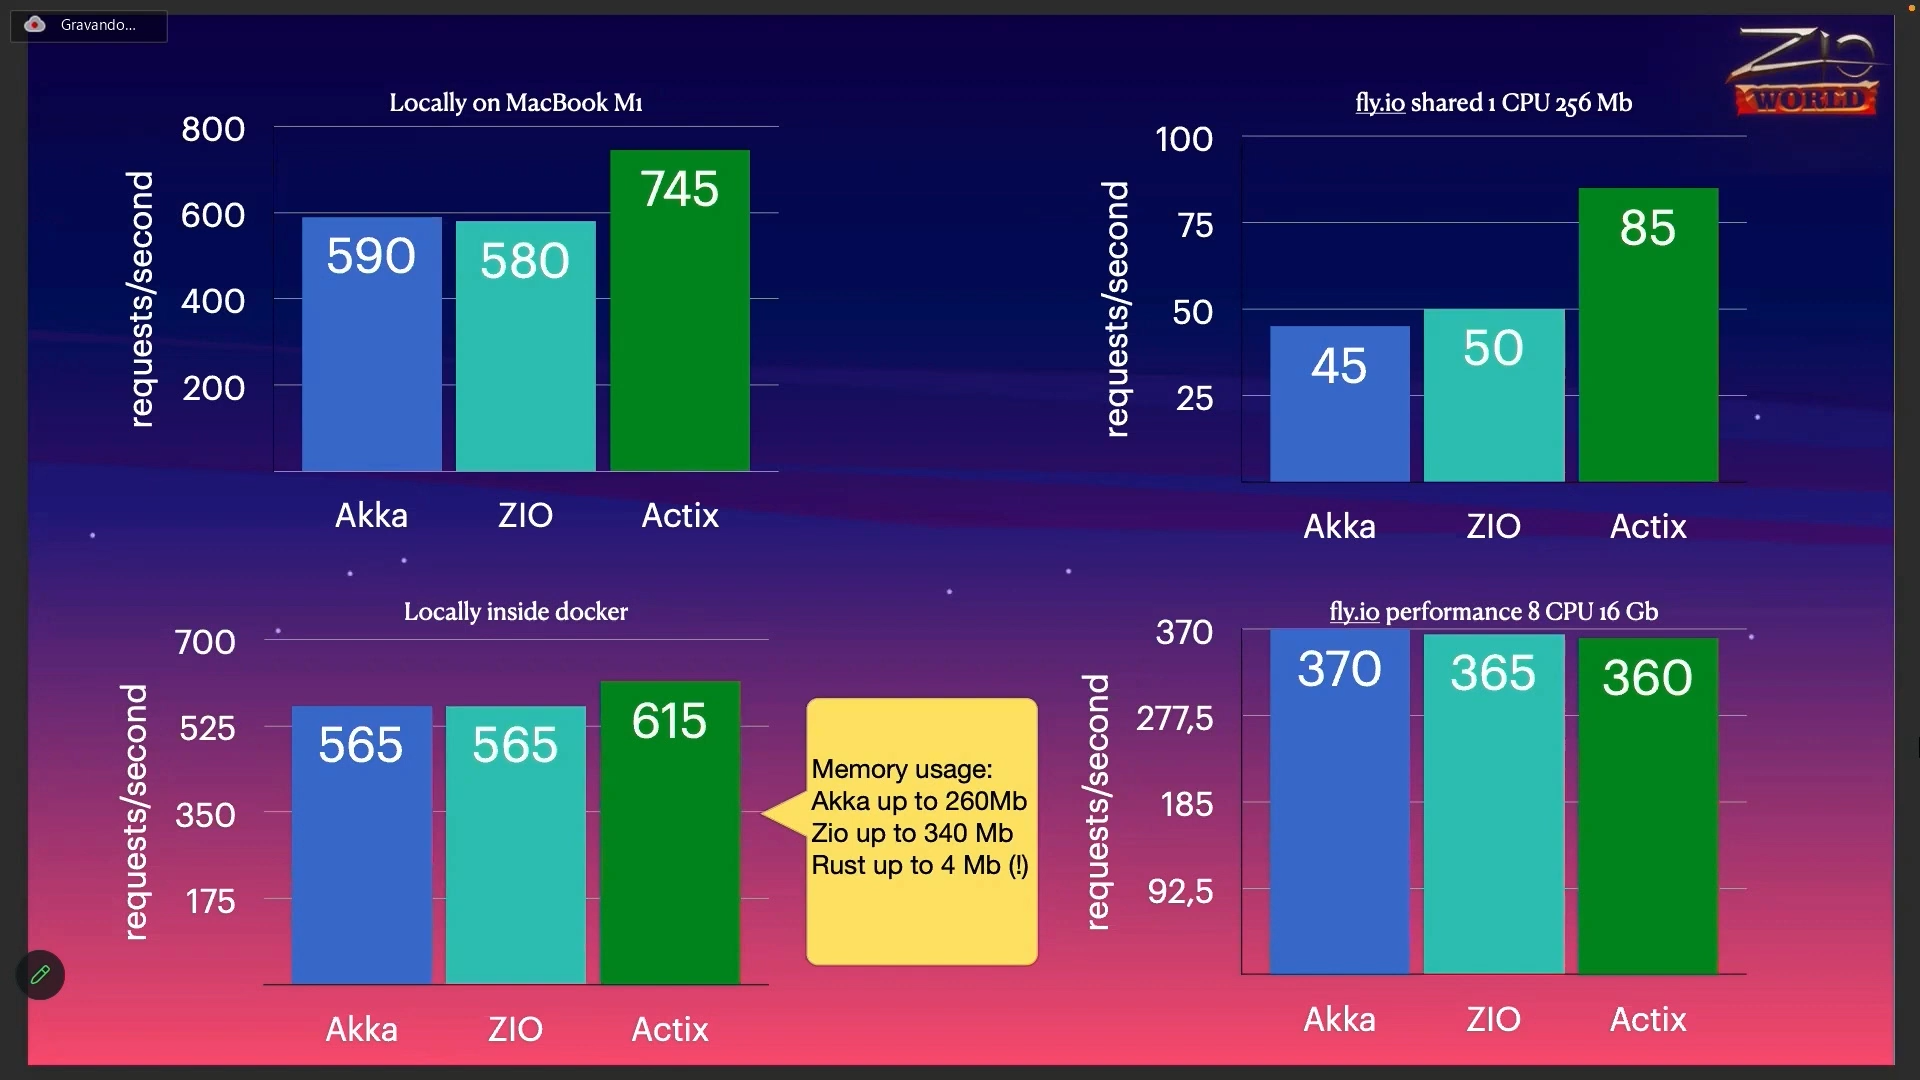 Gravando...
ZIO
WORLD
Locally on MacBook M1
requests/second
800
600
400
200
590
580
745
Akka
ZIO
Actix
fly.io shared 1 CPU 256 Mb
requests/second
100
75
50
25
45
50
85
Akka
ZIO
Actix
Locally inside docker
requests/second
700
525
350
175
565
565
615
Akka
ZIO
Actix
Memory usage:
Akka up to 260Mb
Zio up to 340 Mb
Rust up to 4 Mb (!)
fly.io performance 8 CPU 16 Gb
requests/second
370
277,5
185
92,5
370
365
360
Akka
ZIO
Actix